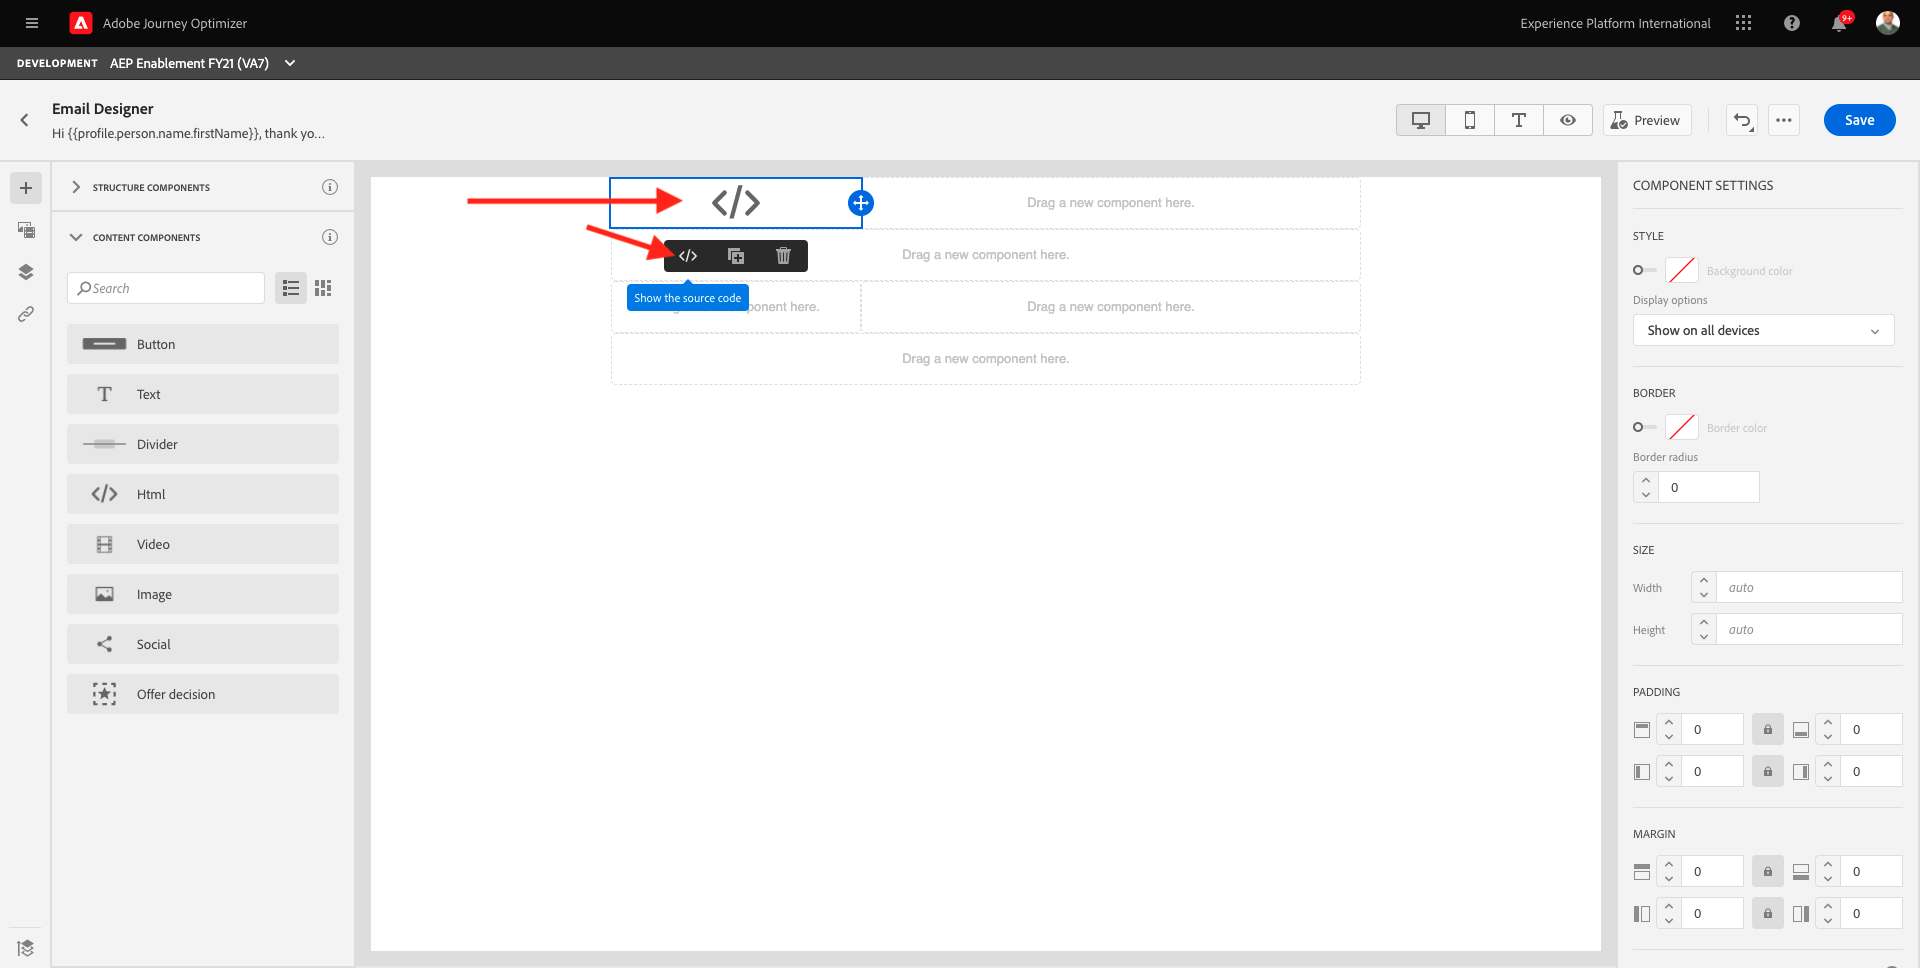 Adobe Journey Optimizer
Experience Platform International
9+
DEVELOPMENT AEP Enablement FY21 (VA7)
Email Designer
Hi {{profile.person.name.firstName}}, thank yo...
Preview
Save
STRUCTURE COMPONENTS
CONTENT COMPONENTS
Search
Button
Text
Divider
Html
Video
Image
Social
Offer decision
Drag a new component here.
Drag a new component here.
Show the source code
ponent here.
Drag a new component here.
Drag a new component here.
COMPONENT SETTINGS
STYLE
Background color
Display options
Show on all devices
BORDER
Border color
Border radius
0
SIZE
Width auto
Height auto
PADDING
0 0
0 0
MARGIN
0 0
0 0